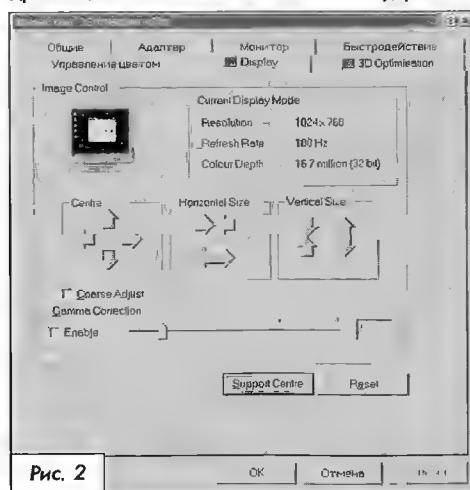 Общие Адаптер Монитор Быстродействие
Управление цветом Display 3D Optimisation
Image Control
Current Display Mode
Resolution 1024x768
Refresh Rate 100 Hz
Colour Depth 16.7 million (32 bit)
Centre Horizontal Size Vertical Size
Coarse Adjust
Gamma Correction
Enable
Support Centre Reset
Рис. 2
OK Отмена